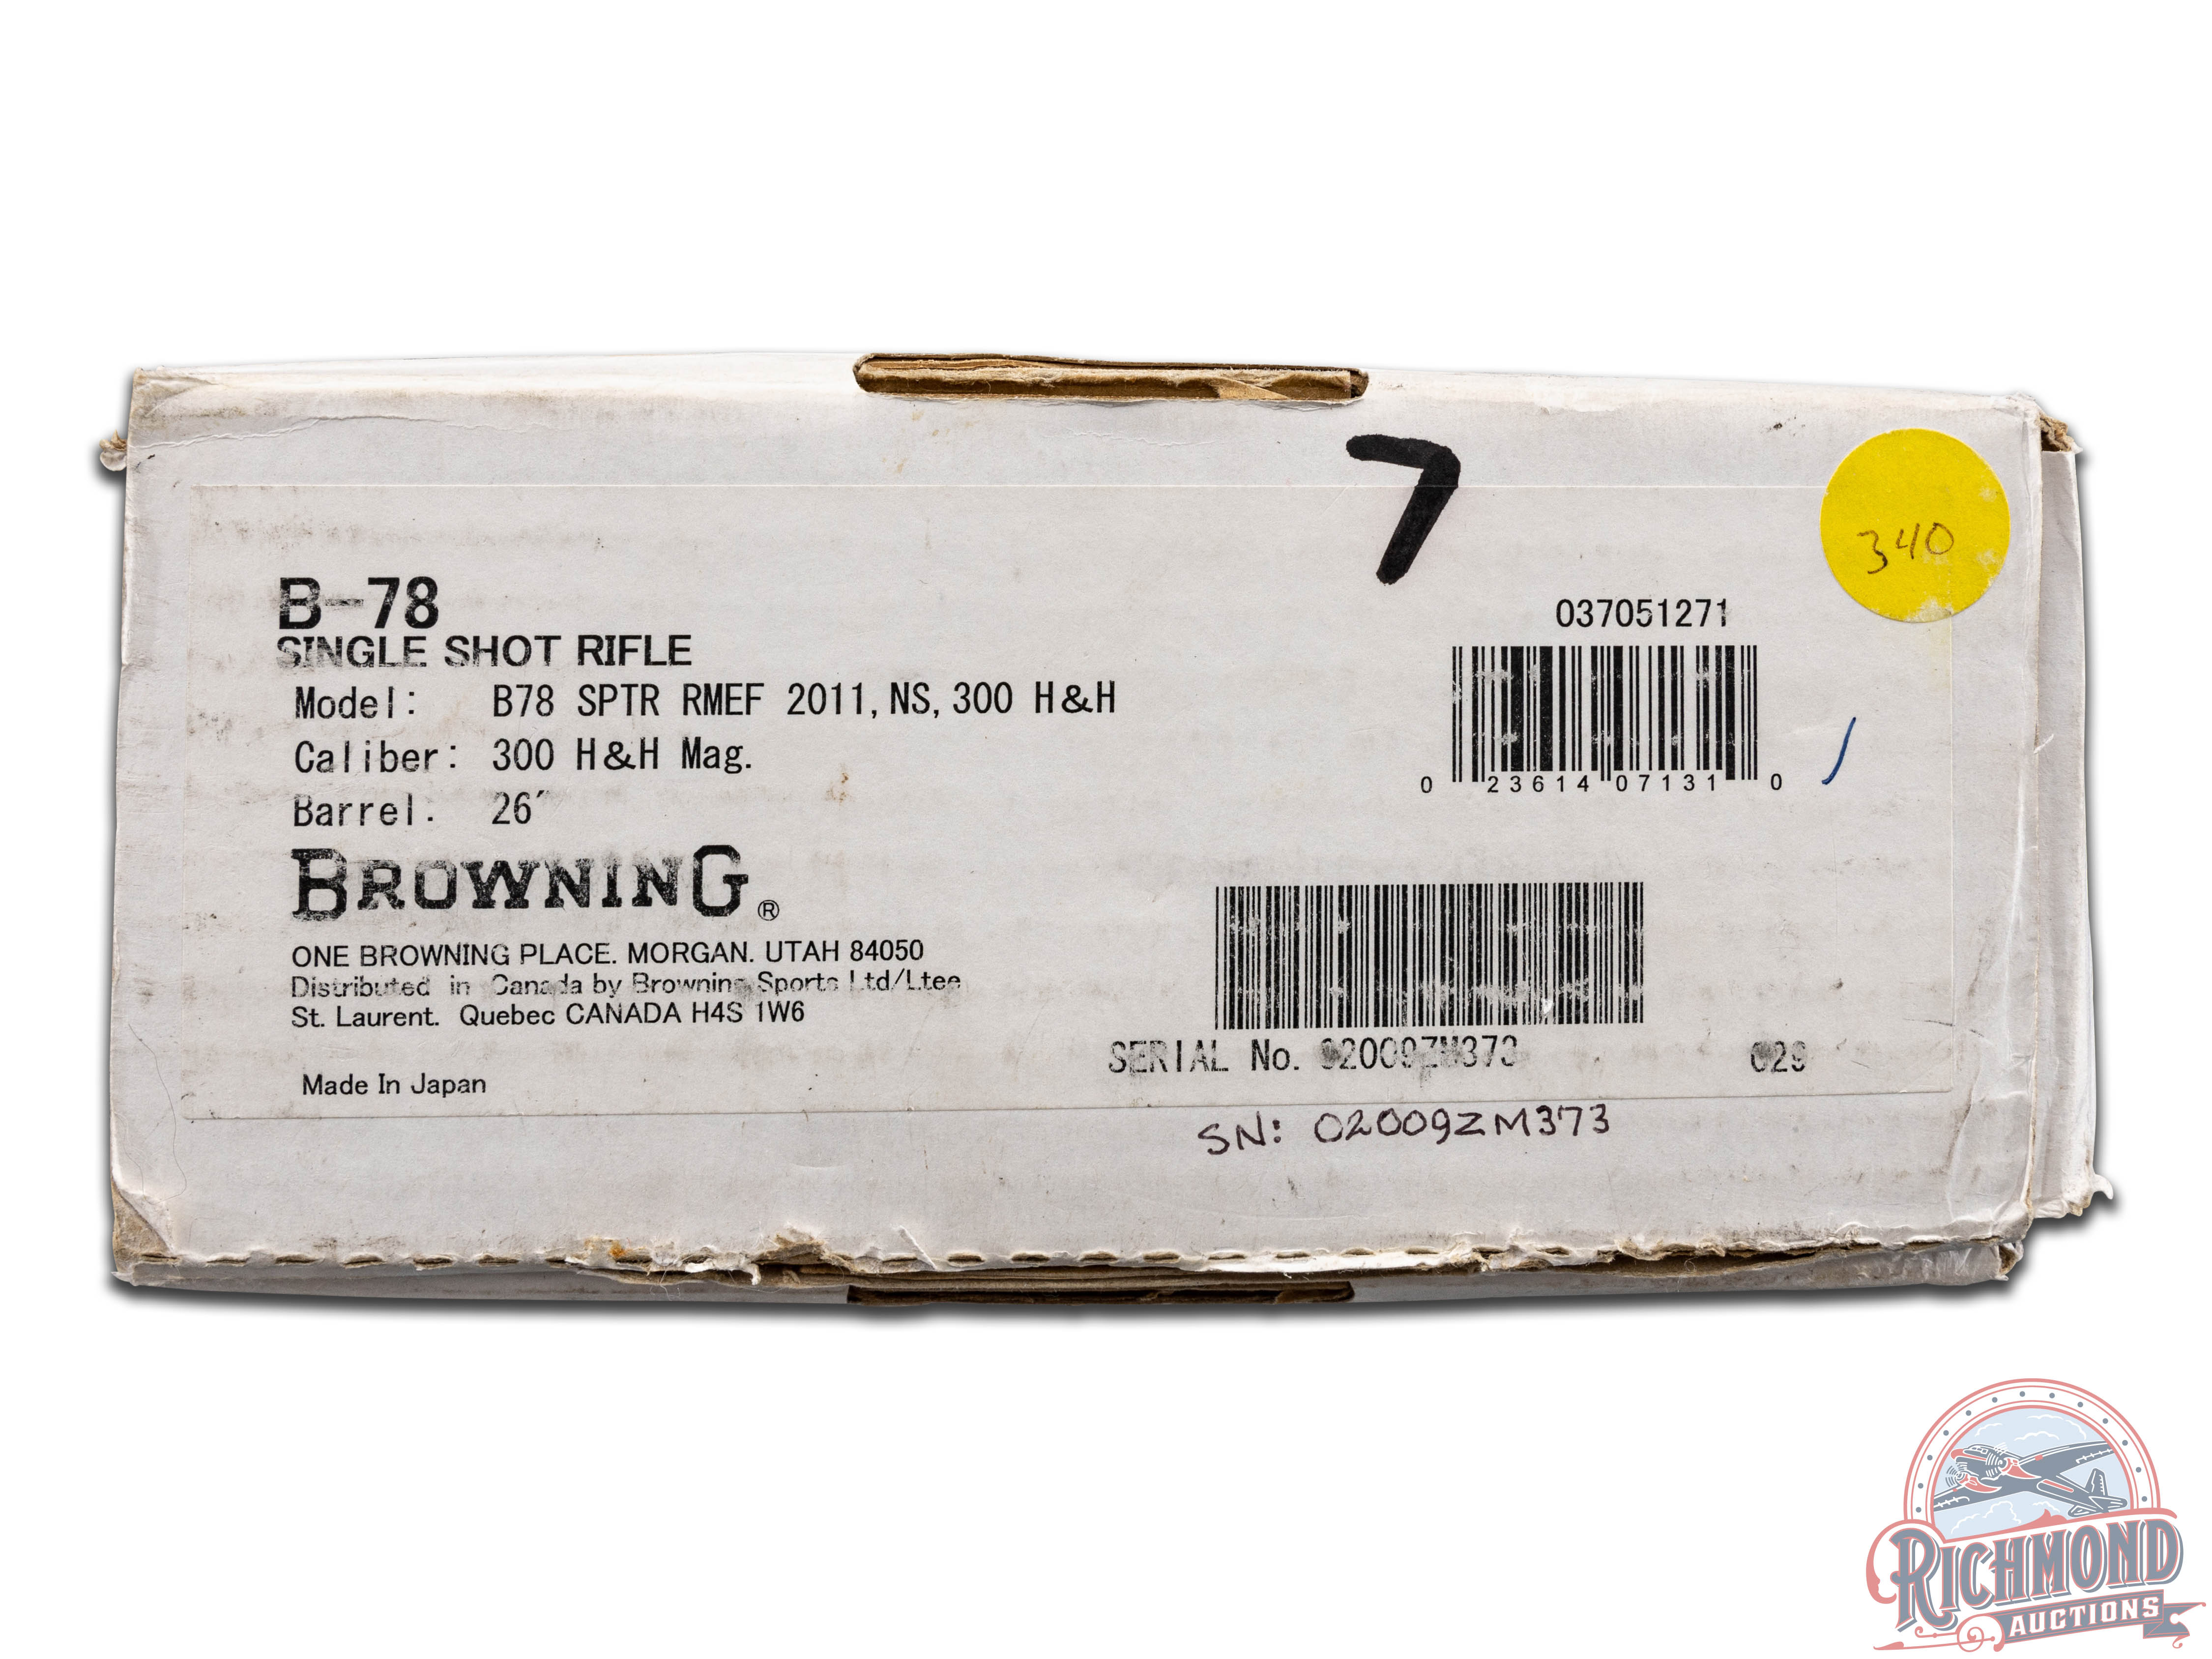 7
340
B-78
SINGLE SHOT RIFLE
Model: B78 SPTR RMEF 2011, NS, 300 H&H
Caliber: 300 H&H Mag.
Barrel. 26"
BROWNING®
ONE BROWNING PLACE. MORGAN. UTAH 84050
Distributed in Canada by Browning Sports Ltd/Ltee
St. Laurent. Quebec CANADA H4S 1W6
Made In Japan
037051271
0 23614 07131 0
SERIAL No. 02009ZM373 029
SN: 02009ZM373
RICHMOND
AUCTIONS